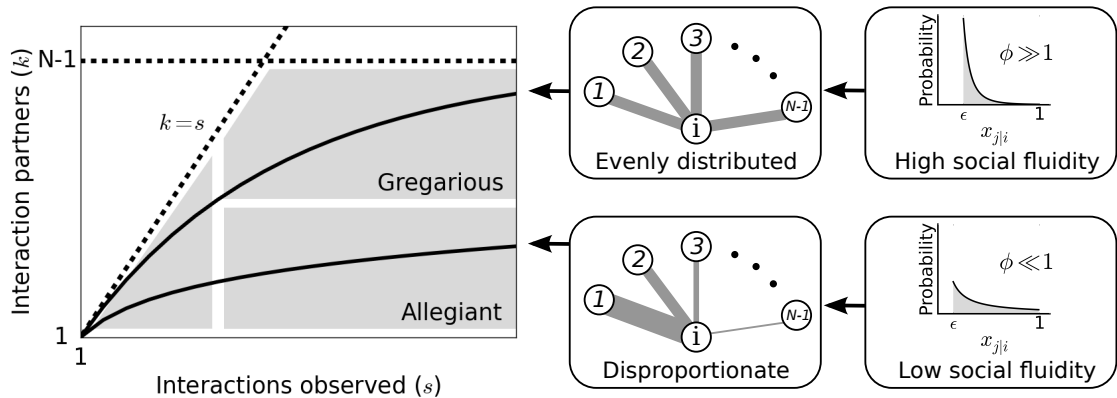 Interaction partners (k)
N-1
k=s
Gregarious
Allegiant
1
1
Interactions observed (s)
1
2
3
i
N-1
Evenly distributed
Probability
ϕ≫1
ϵ
1
x_{j|i}
High social fluidity
1
2
3
i
N-1
Disproportionate
Probability
ϕ≪1
ϵ
1
x_{j|i}
Low social fluidity